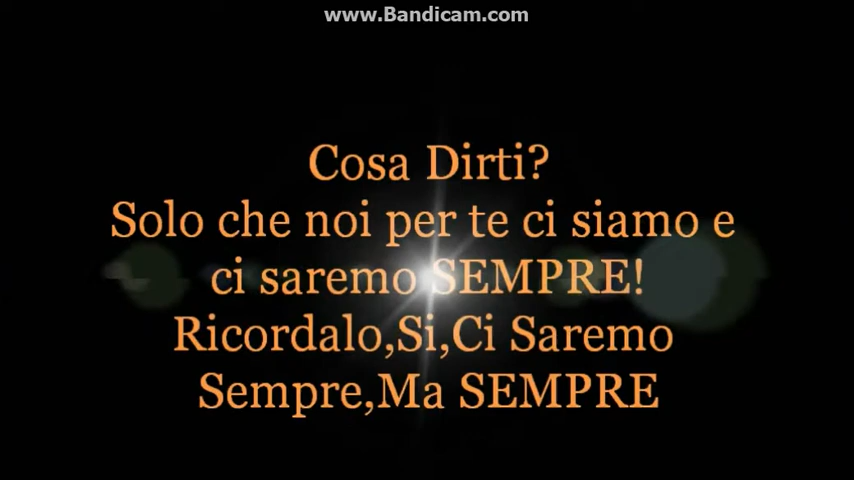 www.Bandicam.com
Cosa Dirti?
Solo che noi per te ci siamo e
ci saremo SEMPRE!
Ricordalo,Si,Ci Saremo
Sempre,Ma SEMPRE